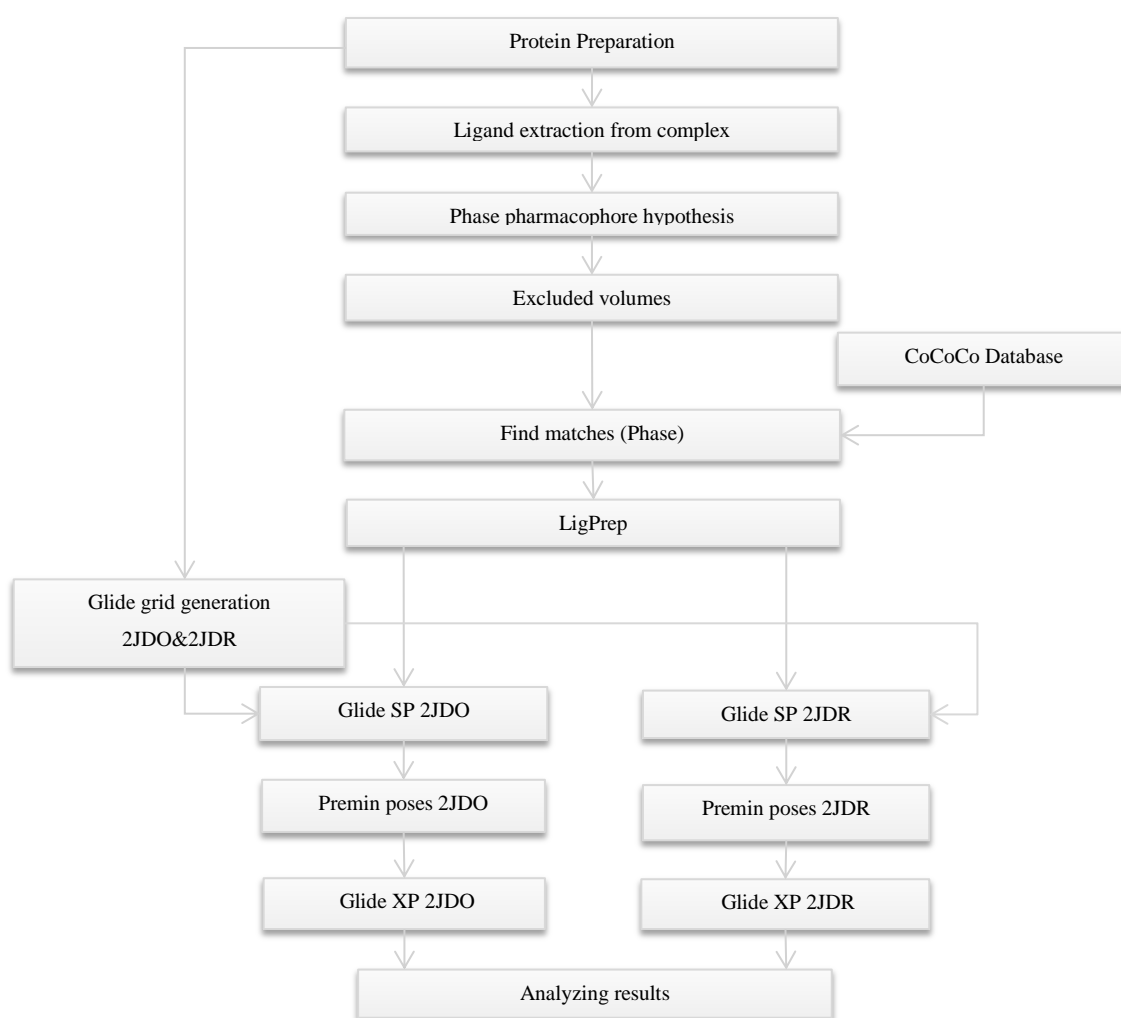 Protein Preparation
Ligand extraction from complex
Phase pharmacophore hypothesis
Excluded volumes
CoCoCo Database
Find matches (Phase)
LigPrep
Glide grid generation
2JDO&2JDR
Glide SP 2JDO
Glide SP 2JDR
Premin poses 2JDO
Premin poses 2JDR
Glide XP 2JDO
Glide XP 2JDR
Analyzing results